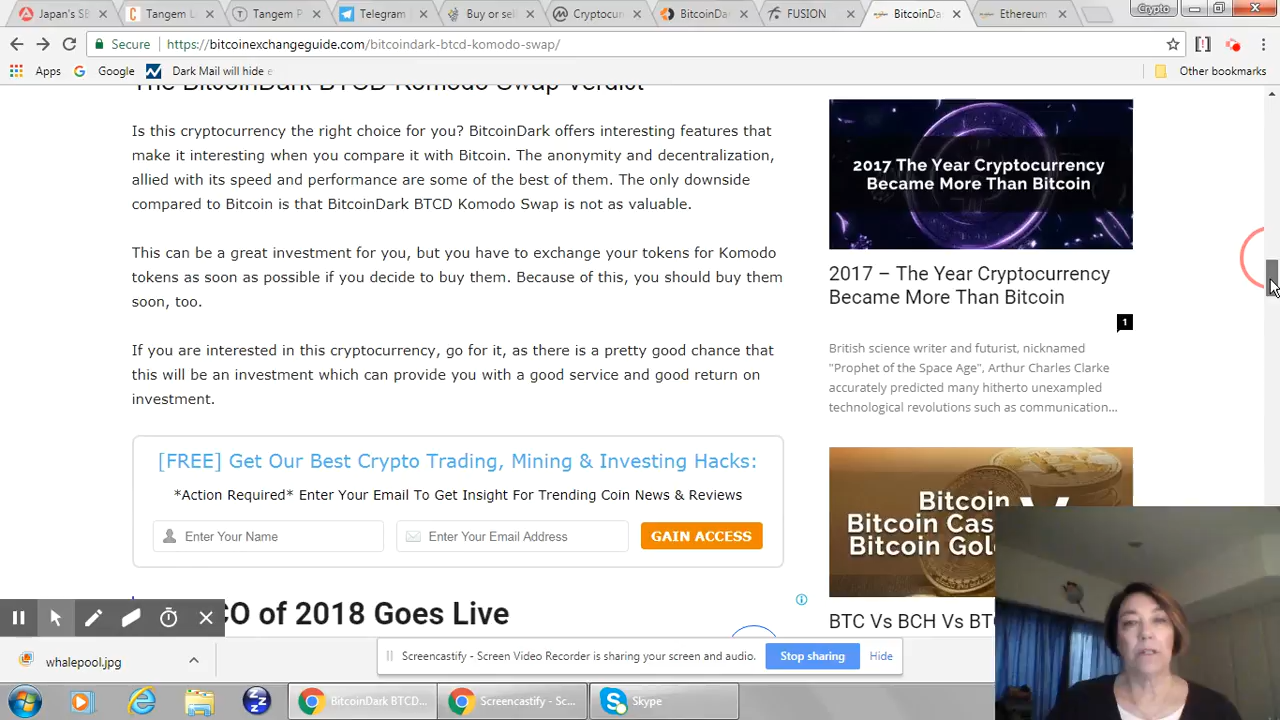 Japan's SB
Tangem L
Tangem P
Telegram
Buy or sel
Cryptocur
BitcoinDa
FUSION
BitcoinDa
Ethereum
Crypto
Secure
https://bitcoinexchangeguide.com/bitcoindark-btcd-komodo-swap/
Apps
Google
Dark Mail will hide e
Other bookmarks
The BitcoinDark BTCD Komodo Swap Verdict
Is this cryptocurrency the right choice for you? BitcoinDark offers interesting features that
make it interesting when you compare it with Bitcoin. The anonymity and decentralization,
allied with its speed and performance are some of the best of them. The only downside
compared to Bitcoin is that BitcoinDark BTCD Komodo Swap is not as valuable.
This can be a great investment for you, but you have to exchange your tokens for Komodo
tokens as soon as possible if you decide to buy them. Because of this, you should buy them
soon, too.
If you are interested in this cryptocurrency, go for it, as there is a pretty good chance that
this will be an investment which can provide you with a good service and good return on
investment.
[FREE] Get Our Best Crypto Trading, Mining & Investing Hacks:
*Action Required* Enter Your Email To Get Insight For Trending Coin News & Reviews
Enter Your Name
Enter Your Email Address
GAIN ACCESS
CO of 2018 Goes Live
2017 The Year Cryptocurrency
Became More Than Bitcoin
2017 – The Year Cryptocurrency
Became More Than Bitcoin
1
British science writer and futurist, nicknamed
"Prophet of the Space Age", Arthur Charles Clarke
accurately predicted many hitherto unexampled
technological revolutions such as communication...
Bitcoin V
Bitcoin Cas
Bitcoin Gol
BTC Vs BCH Vs BT
whalepool.jpg
Screencastify - Screen Video Recorder is sharing your screen and audio.
Stop sharing
Hide
BitcoinDark BTCD...
Screencastify - Sc...
Skype